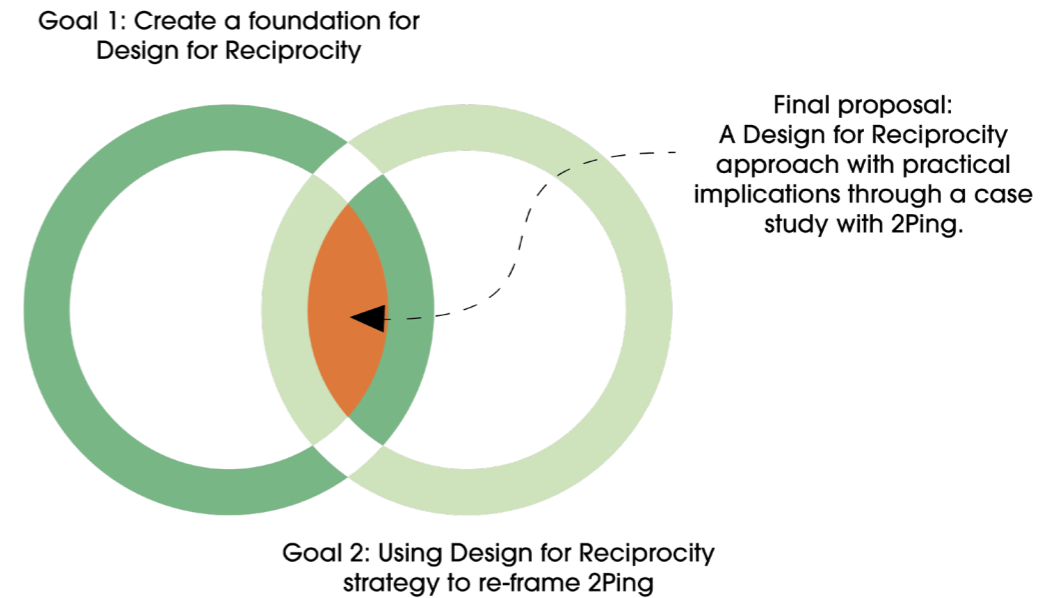 Goal 1: Create a foundation for
Design for Reciprocity
Final proposal:
A Design for Reciprocity
approach with practical
implications through a case
study with 2Ping.
Goal 2: Using Design for Reciprocity
strategy to re-frame 2Ping